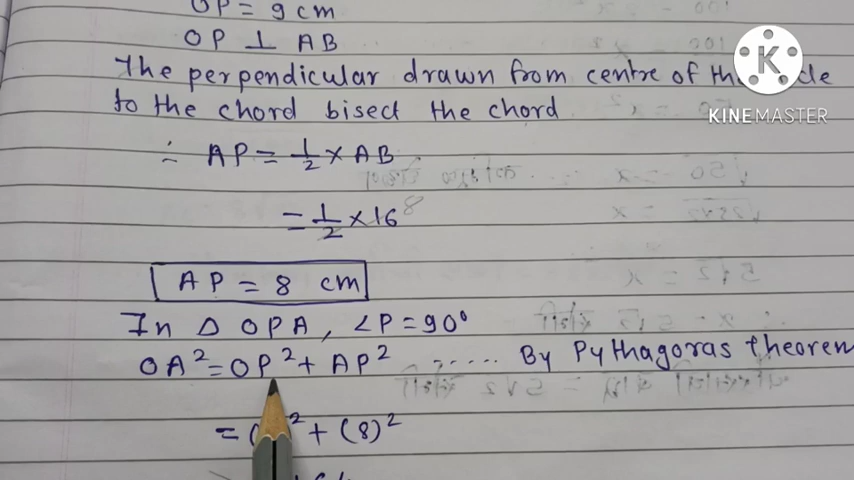 OP = 9 cm
OP ⊥ AB
The perpendicular drawn from centre of the
to the chord bisect the chord
KINEMASTER
∴ AP = 1/2 × AB
= 1/2 × 16 8
AP = 8 cm
In △ OPA, ∠P = 90°
OA² = OP² + AP² ...... By Pythagoras theorem
= ( ² + (8)²